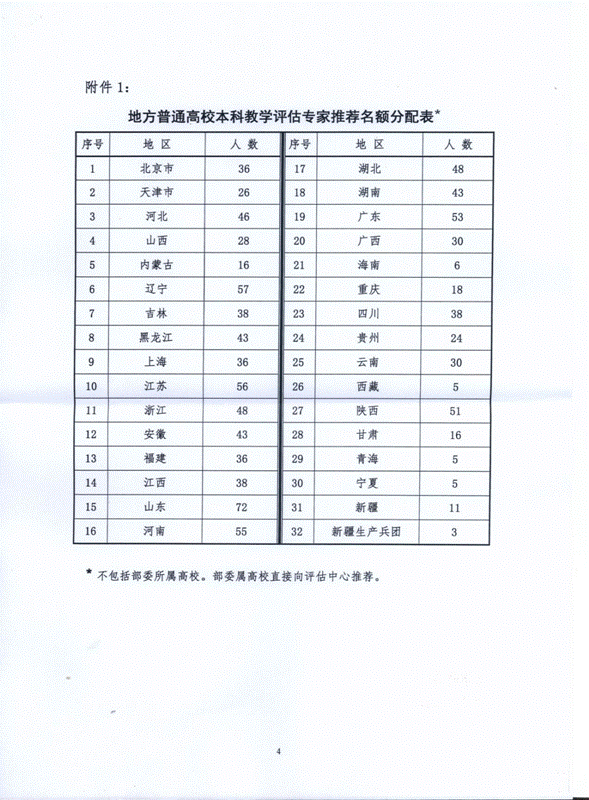 附件1：
地方普通高校本科教学评估专家推荐名额分配表*
序号 地 区 人 数 序号 地 区 人 数
1 北京市 36 17 湖北 48
2 天津市 26 18 湖南 43
3 河北 46 19 广东 53
4 山西 28 20 广西 30
5 内蒙古 16 21 海南 6
6 辽宁 57 22 重庆 18
7 吉林 38 23 四川 38
8 黑龙江 43 24 贵州 24
9 上海 36 25 云南 30
10 江苏 56 26 西藏 5
11 浙江 48 27 陕西 51
12 安徽 43 28 甘肃 16
13 福建 36 29 青海 5
14 江西 38 30 宁夏 5
15 山东 72 31 新疆 11
16 河南 55 32 新疆生产兵团 3
* 不包括部委所属高校。部委属高校直接向评估中心推荐。
4